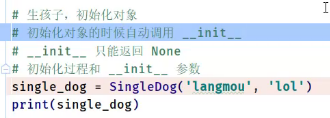 # 生孩子，初始化对象
# 初始化对象的时候自动调用 __init__
# __init__ 只能返回 None
# 初始化过程和 __init__ 参数
single_dog = SingleDog('langmou', 'lol')
print(single_dog)